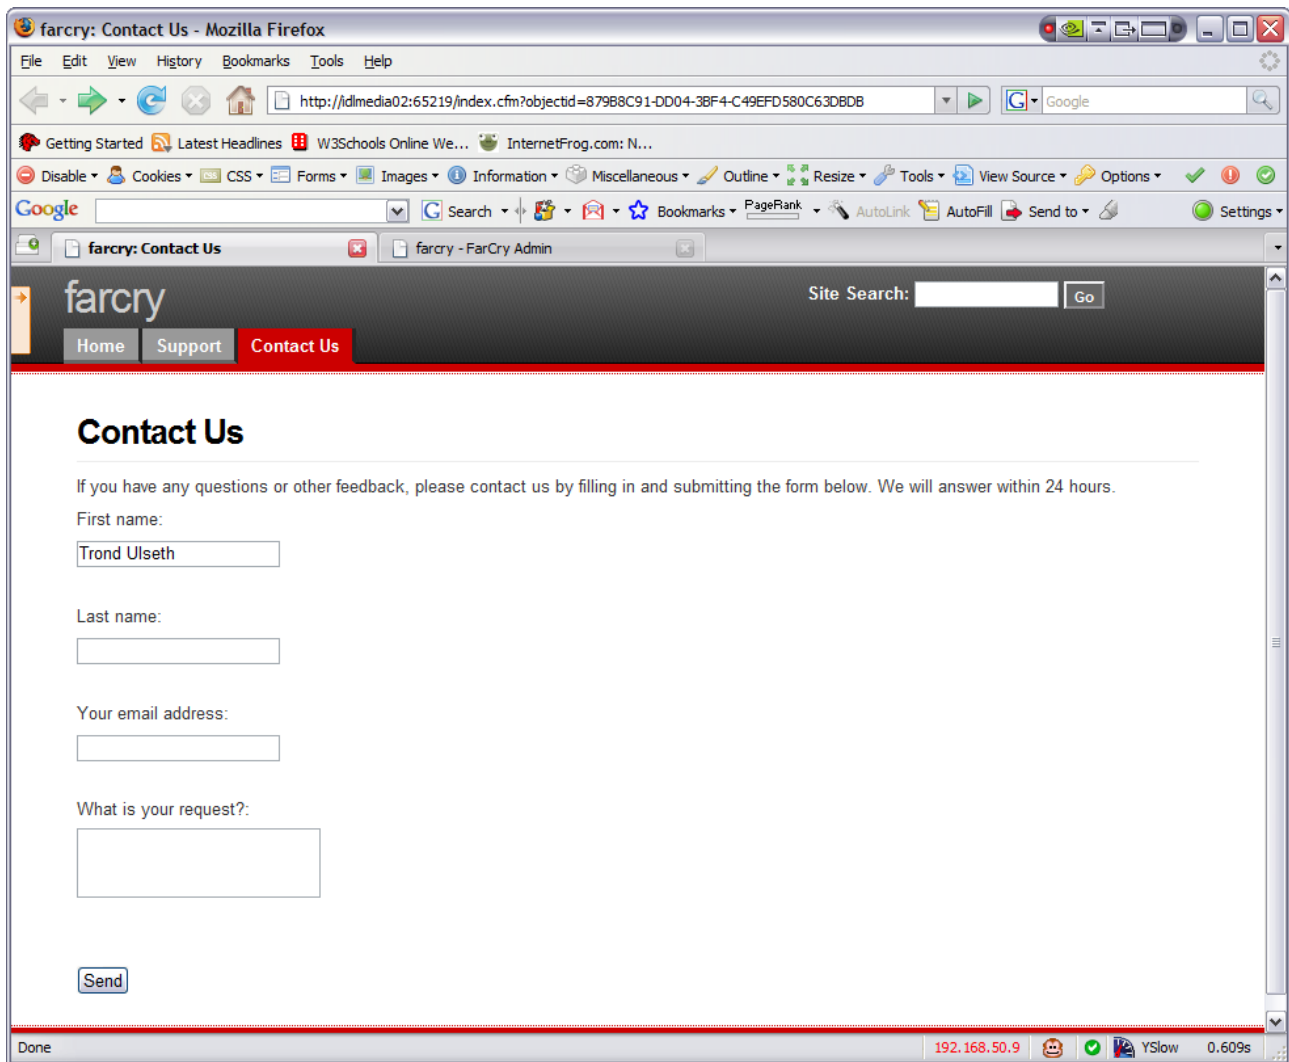 farcry: Contact Us - Mozilla Firefox
File Edit View History Bookmarks Tools Help
http://idlmedia02:65219/index.cfm?objectid=879B8C91-DD04-3BF4-C49EFD580C63DBDB G Google
Getting Started Latest Headlines W3Schools Online We... InternetFrog.com: N...
Disable Cookies CSS Forms Images Information Miscellaneous Outline Resize Tools View Source Options
Google G Search Bookmarks PageRank AutoLink AutoFill Send to Settings
farcry: Contact Us farcry - FarCry Admin
farcry Site Search: Go
Home Support Contact Us
Contact Us
If you have any questions or other feedback, please contact us by filling in and submitting the form below. We will answer within 24 hours.
First name:
Trond Ulseth
Last name:
Your email address:
What is your request?:
Send
Done 192.168.50.9 YSlow 0.609s